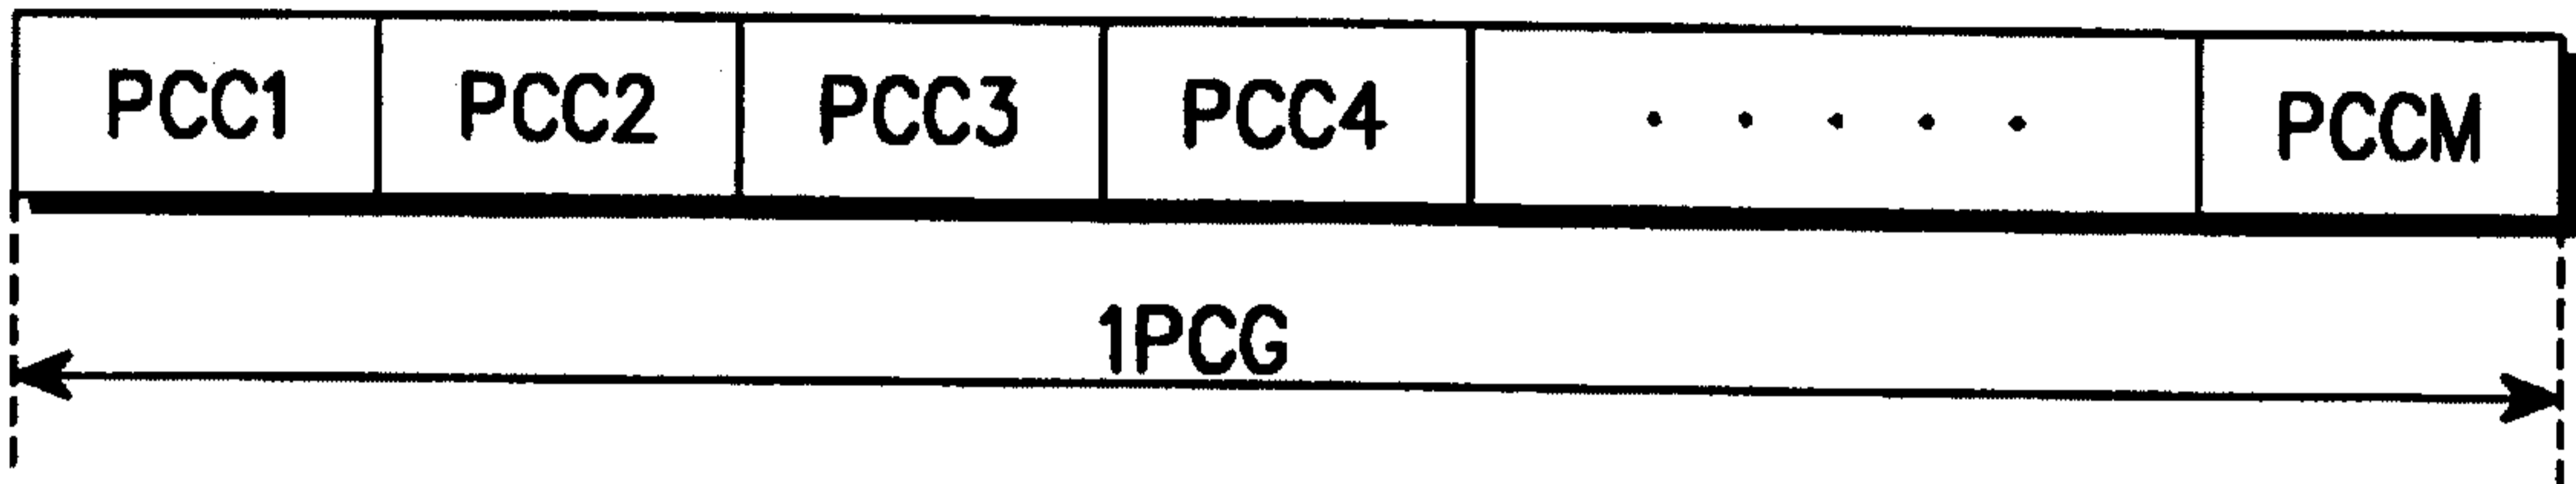 PCC1 PCC2 PCC3 PCC4 . . . . . PCCM
1PCG